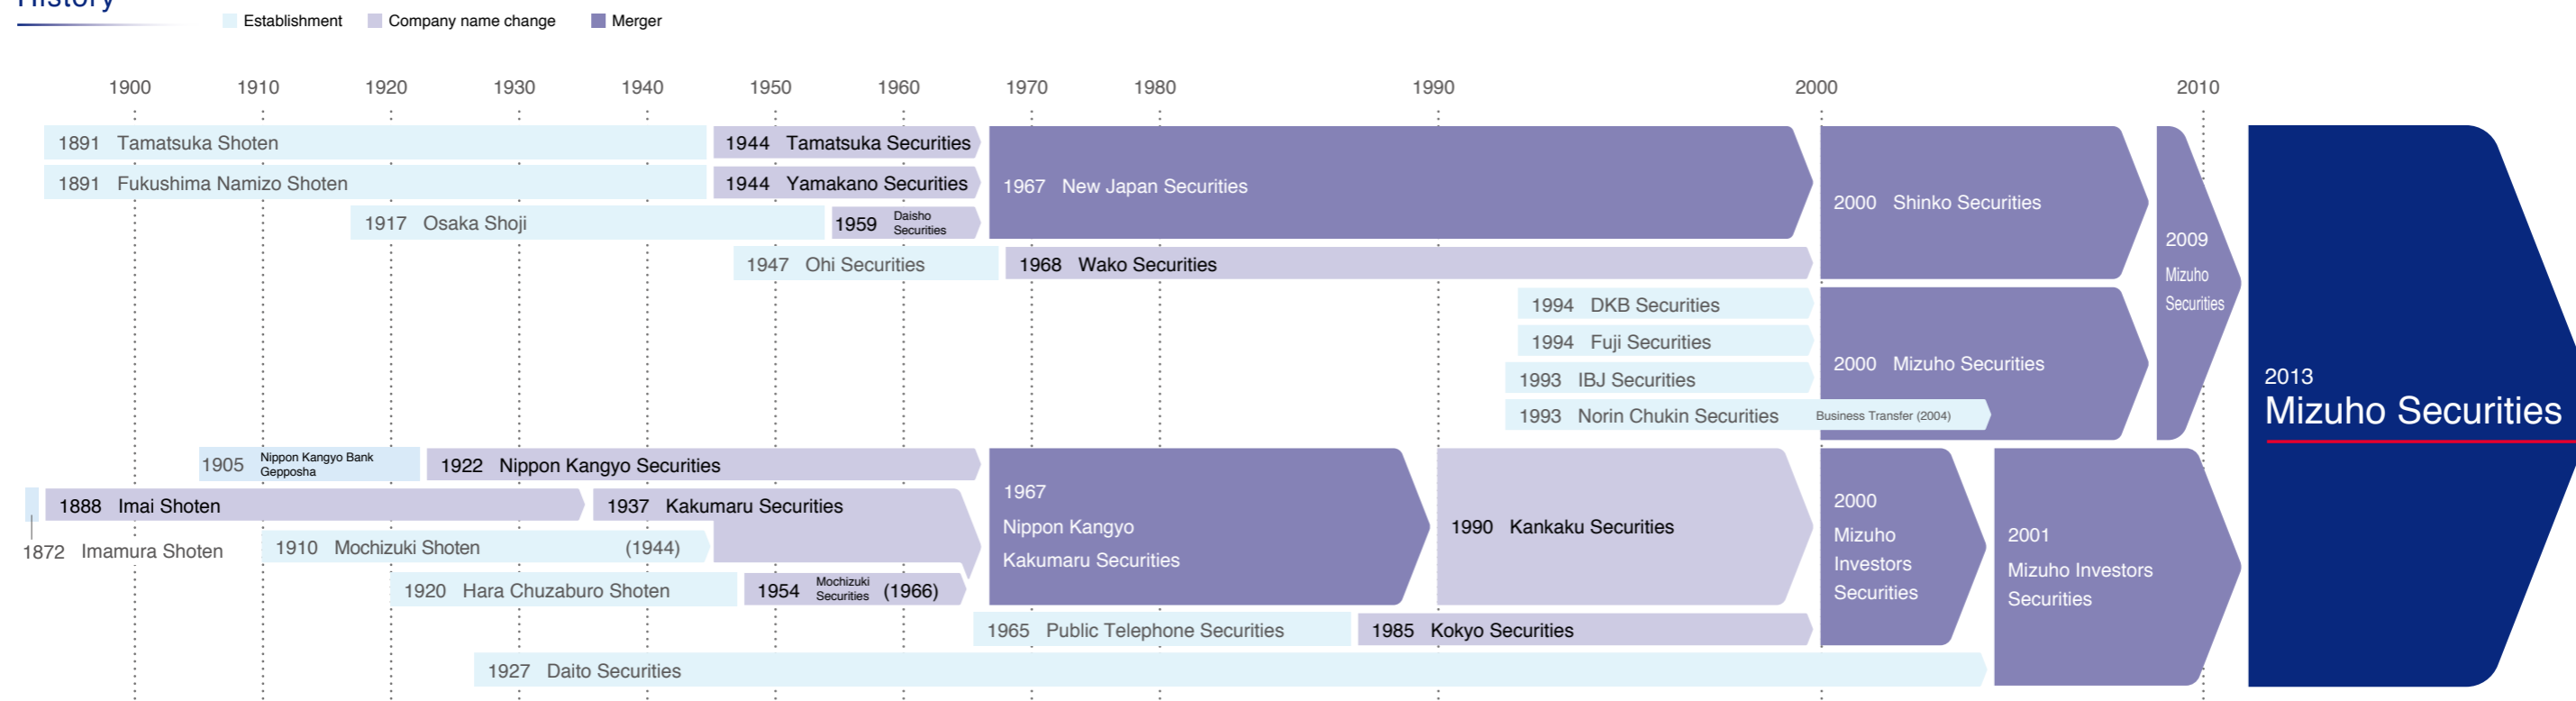 History
Establishment Company name change Merger
1900 1910 1920 1930 1940 1950 1960 1970 1980 1990 2000 2010
1891 Tamatsuka Shoten
1944 Tamatsuka Securities
1891 Fukushima Namizo Shoten
1944 Yamakano Securities
1967 New Japan Securities
1917 Osaka Shoji
1959 Daisho
Securities
2000 Shinko Securities
1947 Ohi Securities
1968 Wako Securities
2009
Mizuho
Securities
1994 DKB Securities
1994 Fuji Securities
1993 IBJ Securities
2000 Mizuho Securities
1993 Norin Chukin Securities Business Transfer (2004)
2013
Mizuho Securities
1905 Nippon Kangyo Bank
Gepposha
1922 Nippon Kangyo Securities
1888 Imai Shoten
1937 Kakumaru Securities
1872 Imamura Shoten
1910 Mochizuki Shoten (1944)
1920 Hara Chuzaburo Shoten
1954 Mochizuki
Securities (1966)
1967
Nippon Kangyo
Kakumaru Securities
1990 Kankaku Securities
2000
Mizuho
Investors
Securities
2001
Mizuho Investors
Securities
1965 Public Telephone Securities
1985 Kokyo Securities
1927 Daito Securities